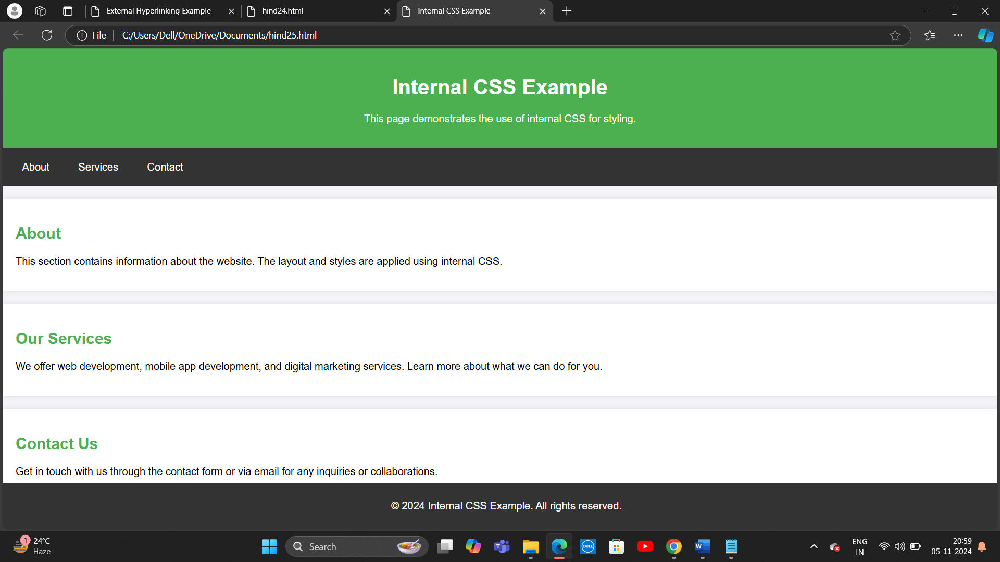 External Hyperlinking Example
hind24.html
Internal CSS Example
File
C:/Users/Dell/OneDrive/Documents/hind25.html
Internal CSS Example
This page demonstrates the use of internal CSS for styling.
About
Services
Contact
About
This section contains information about the website. The layout and styles are applied using internal CSS.
Our Services
We offer web development, mobile app development, and digital marketing services. Learn more about what we can do for you.
Contact Us
Get in touch with us through the contact form or via email for any inquiries or collaborations.
© 2024 Internal CSS Example. All rights reserved.
1
24°C
Haze
Search
T
DELL
W
ENG
IN
20:59
05-11-2024